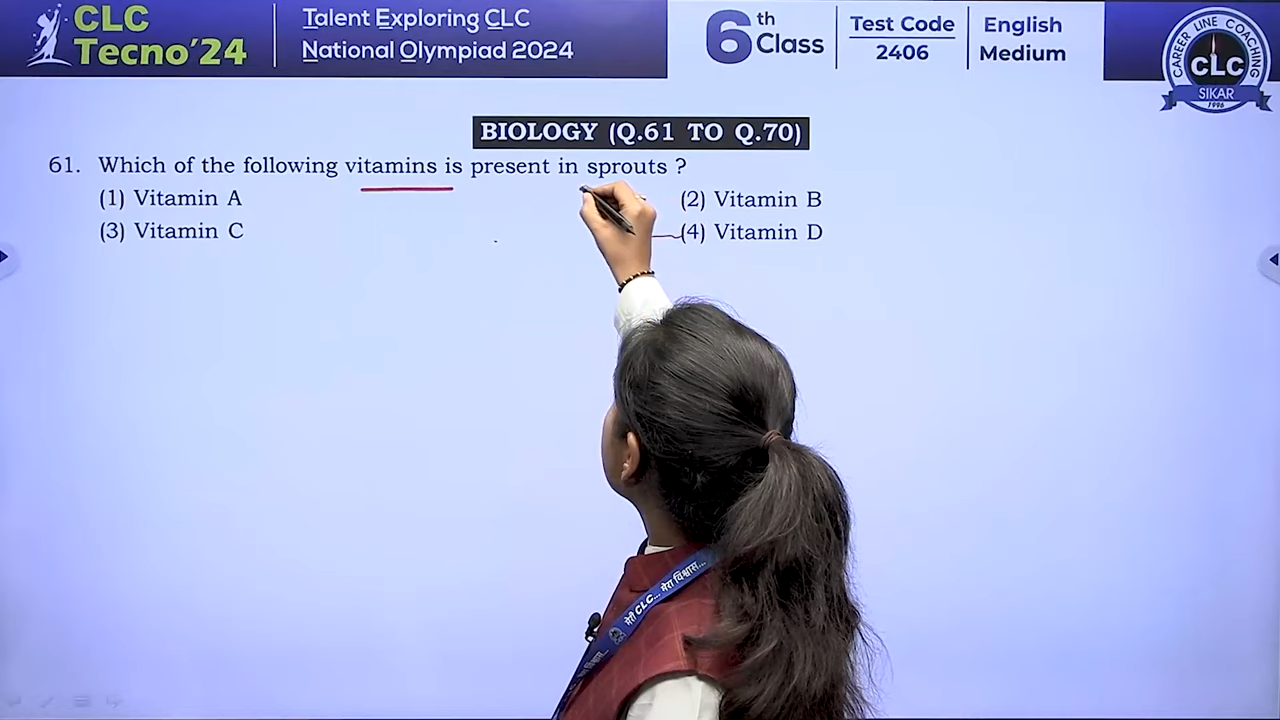 CLC
Tecno'24
Talent Exploring CLC
National Olympiad 2024
6th Class
Test Code
2406
English
Medium
CAREER LINE COACHING
CLC
SIKAR
1996
BIOLOGY (Q.61 TO Q.70)
61. Which of the following vitamins is present in sprouts ?
(1) Vitamin A (2) Vitamin B
(3) Vitamin C (4) Vitamin D
मेरी CLC... मेरा विश्वास...